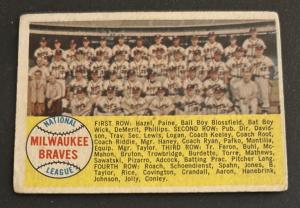 NATIONAL
MILWAUKEE
BRAVES
LEAGUE
FIRST ROW: Hazel, Paine, Ball Boy Blossfield, Bat Boy
Wick, DeMerit, Phillips. SECOND ROW: Pub. Dir. David-
son, Trav. Sec. Lewis, Logan, Coach Keeley, Coach Root,
Coach Riddle, Mgr. Haney, Coach Ryan, Pafko, Mantilla,
Equip. Mgr. Taylor. THIRD ROW: Tr. Feron, Buhl, Mc-
Mahon, Bruton, Trowbridge, Burdette, Torre, Mathews,
Sawatski, Pizarro, Adcock, Batting Prac. Pitcher Lang.
FOURTH ROW: Roach, Schoendienst, Spahn, Jones, B.
Taylor, Rice, Covington, Crandall, Aaron, Hanebrink,
Johnson, Jolly, Conley.